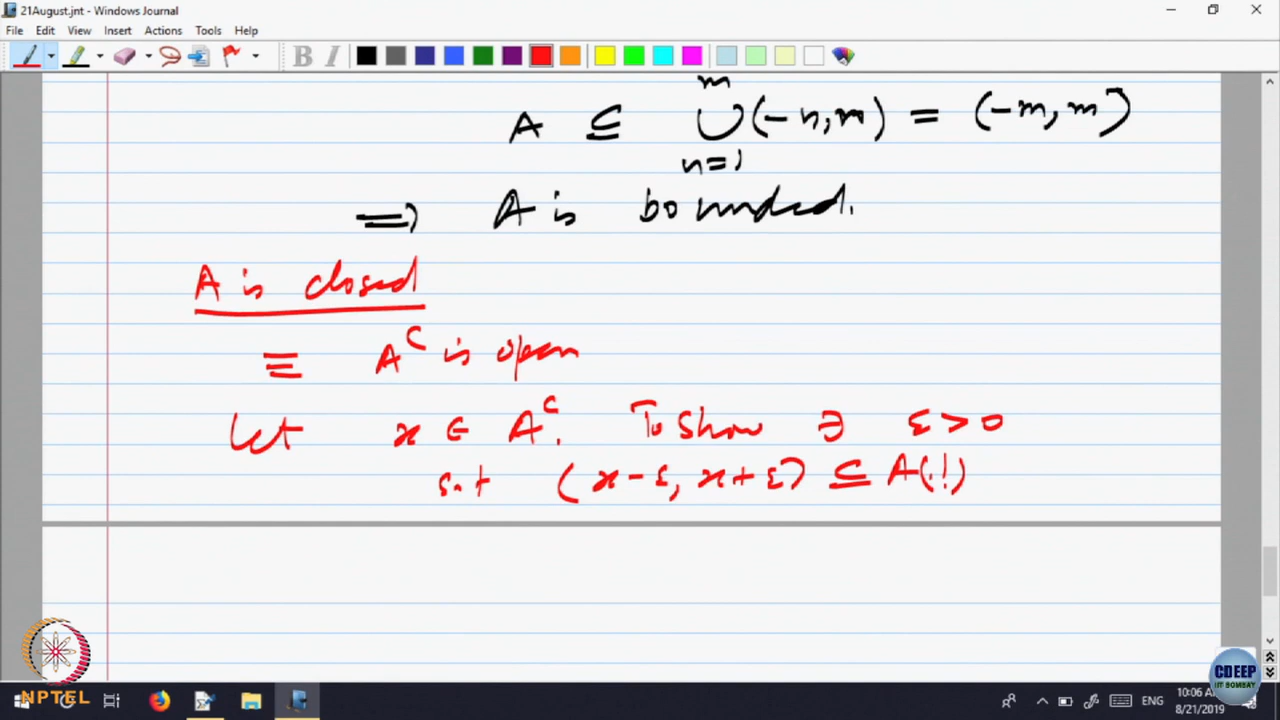 21August.jnt - Windows Journal
File Edit View Insert Actions Tools Help
B I
m
A ⊆ ∪ (-n,n) = (-m,m)
n=1
⟹ A is bounded.
A is closed
≡ A^c is open
Let x ∈ A^c. To show ∃ ε > 0
s.t (x-ε, x+ε) ⊆ A(!)
NPTEL
CDEEP
IIT BOMBAY
ENG
10:06 A
8/21/2019